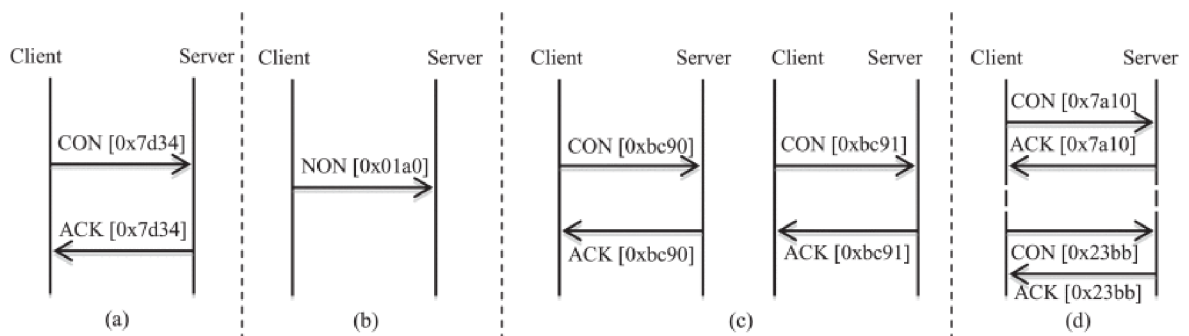 Client Server
CON [0x7d34]
ACK [0x7d34]
(a)
Client Server
NON [0x01a0]
(b)
Client Server
CON [0xbc90]
ACK [0xbc90]
Client Server
CON [0xbc91]
ACK [0xbc91]
(c)
Client Server
CON [0x7a10]
ACK [0x7a10]
CON [0x23bb]
ACK [0x23bb]
(d)